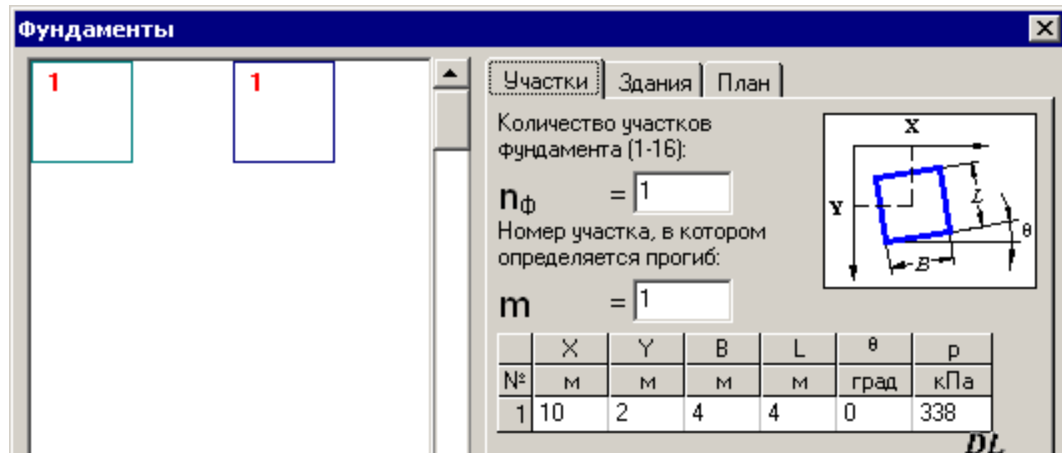 Фундаменты
1 1
Участки Здания План
Количество участков
фундамента (1-16):
nф = 1
Номер участка, в котором
определяется прогиб:
m = 1
X
Y
L
θ
B
X Y B L θ p
№ м м м м град кПа
1 10 2 4 4 0 338
DL